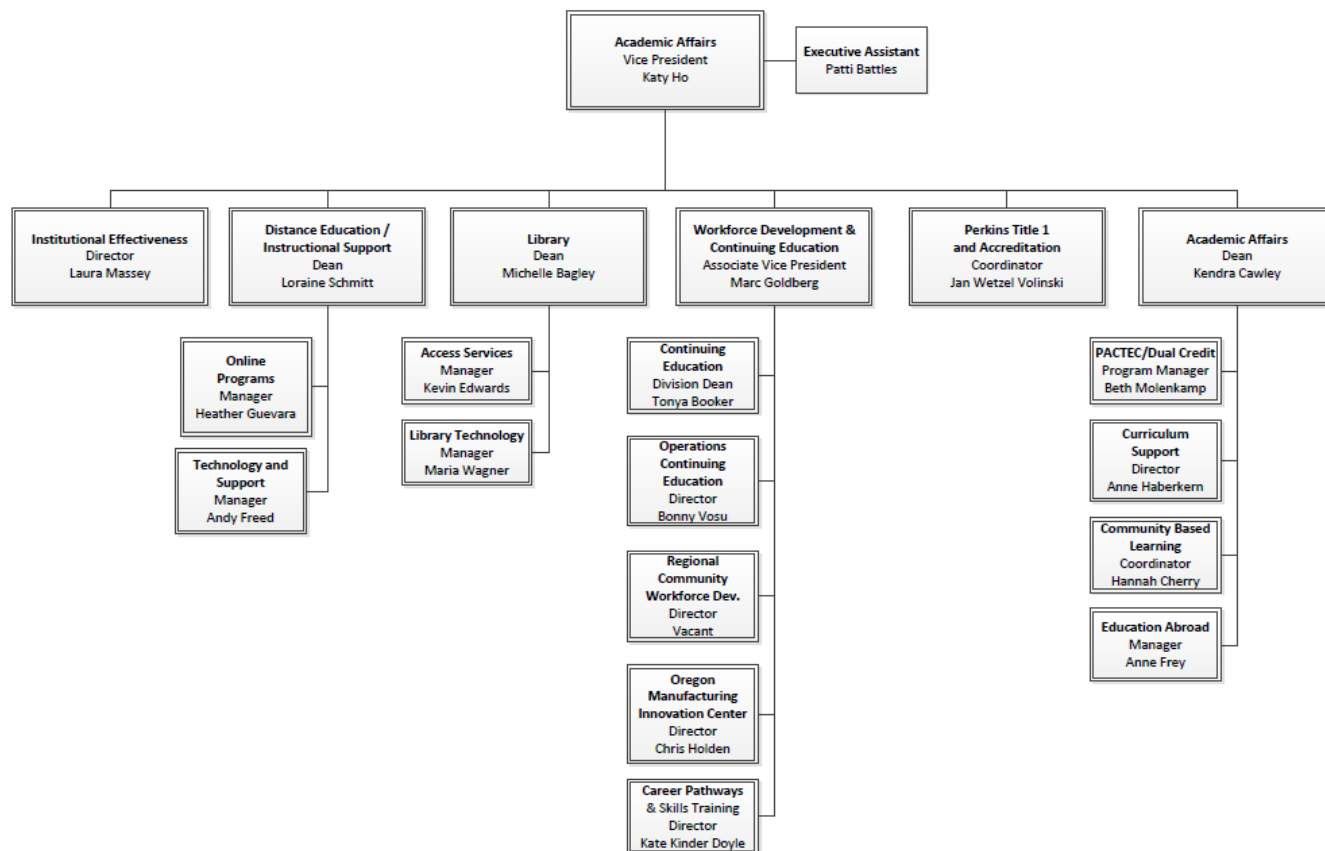 Academic Affairs
Vice President
Katy Ho
Executive Assistant
Patti Battles
Institutional Effectiveness
Director
Laura Massey
Distance Education /
Instructional Support
Dean
Loraine Schmitt
Library
Dean
Michelle Bagley
Workforce Development &
Continuing Education
Associate Vice President
Marc Goldberg
Perkins Title 1
and Accreditation
Coordinator
Jan Wetzel Volinski
Academic Affairs
Dean
Kendra Cawley
Online
Programs
Manager
Heather Guevara
Technology and
Support
Manager
Andy Freed
Access Services
Manager
Kevin Edwards
Library Technology
Manager
Maria Wagner
Continuing
Education
Division Dean
Tonya Booker
Operations
Continuing
Education
Director
Bonny Vosu
Regional
Community
Workforce Dev.
Director
Vacant
Oregon
Manufacturing
Innovation Center
Director
Chris Holden
Career Pathways
& Skills Training
Director
Kate Kinder Doyle
PACTEC/Dual Credit
Program Manager
Beth Molenkamp
Curriculum
Support
Director
Anne Haberkern
Community Based
Learning
Coordinator
Hannah Cherry
Education Abroad
Manager
Anne Frey